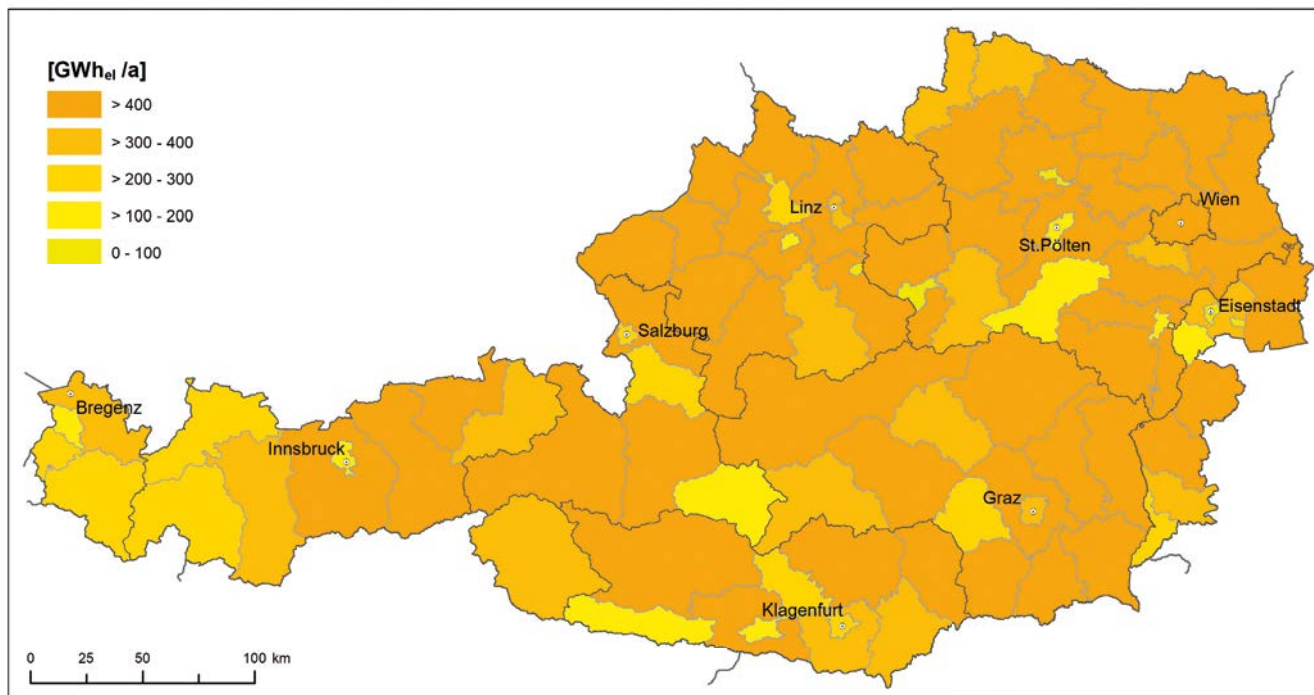 [GWhel /a]
> 400
> 300 - 400
> 200 - 300
> 100 - 200
0 - 100
Linz
Wien
St.Pölten
Eisenstadt
Salzburg
Bregenz
Innsbruck
Graz
Klagenfurt
0 25 50 100 km